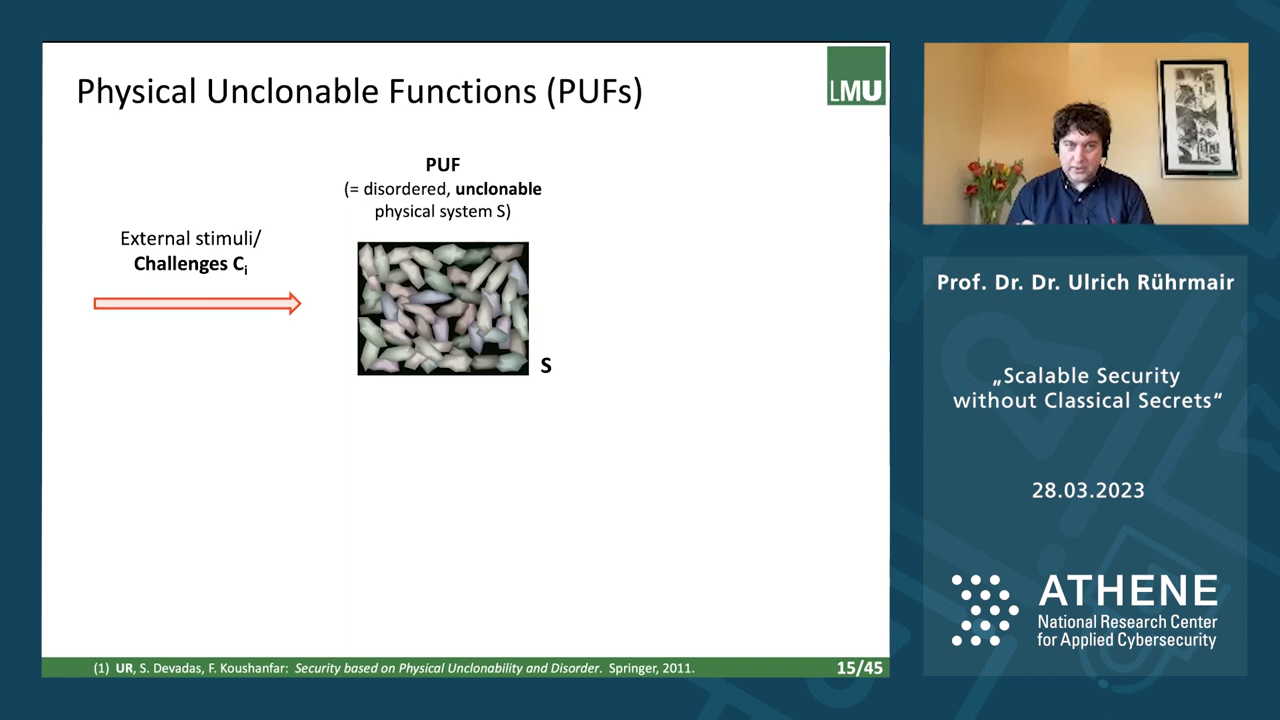 Physical Unclonable Functions (PUFs)
LMU
PUF
(= disordered, unclonable
physical system S)
External stimuli/
Challenges Ci
S
(1) UR, S. Devadas, F. Koushanfar: Security based on Physical Unclonability and Disorder. Springer, 2011.
15/45
Prof. Dr. Dr. Ulrich Rührmair
„Scalable Security
without Classical Secrets“
28.03.2023
ATHENE
National Research Center
for Applied Cybersecurity